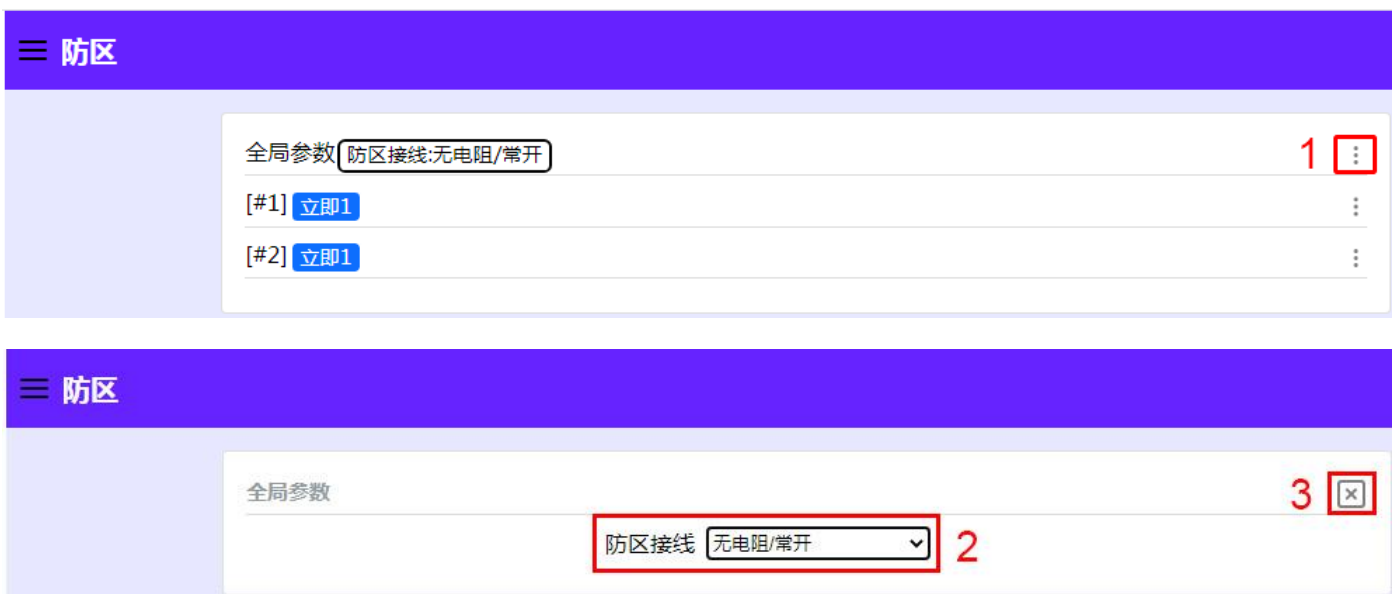 防区
全局参数 防区接线:无电阻/常开 1
[#1] 立即1
[#2] 立即1
防区
全局参数 3
防区接线 无电阻/常开 2